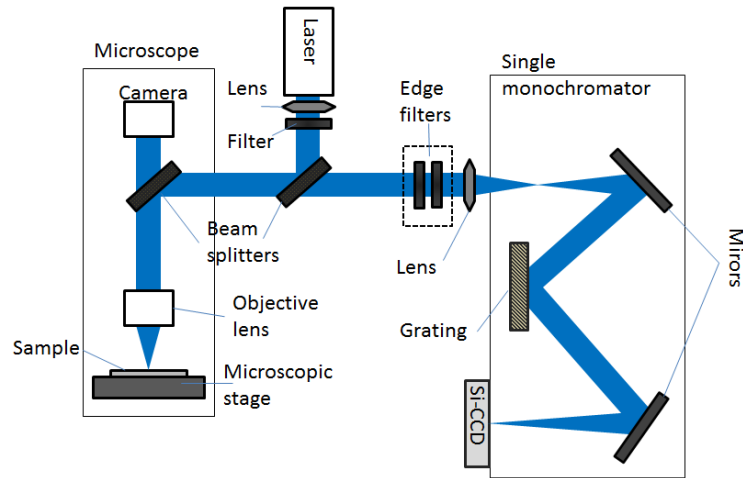 Microscope
Camera
Laser
Lens
Filter
Edge
filters
Single
monochromator
Beam
splitters
Lens
Mirors
Grating
Objective
lens
Sample
Microscopic
stage
Si-CCD